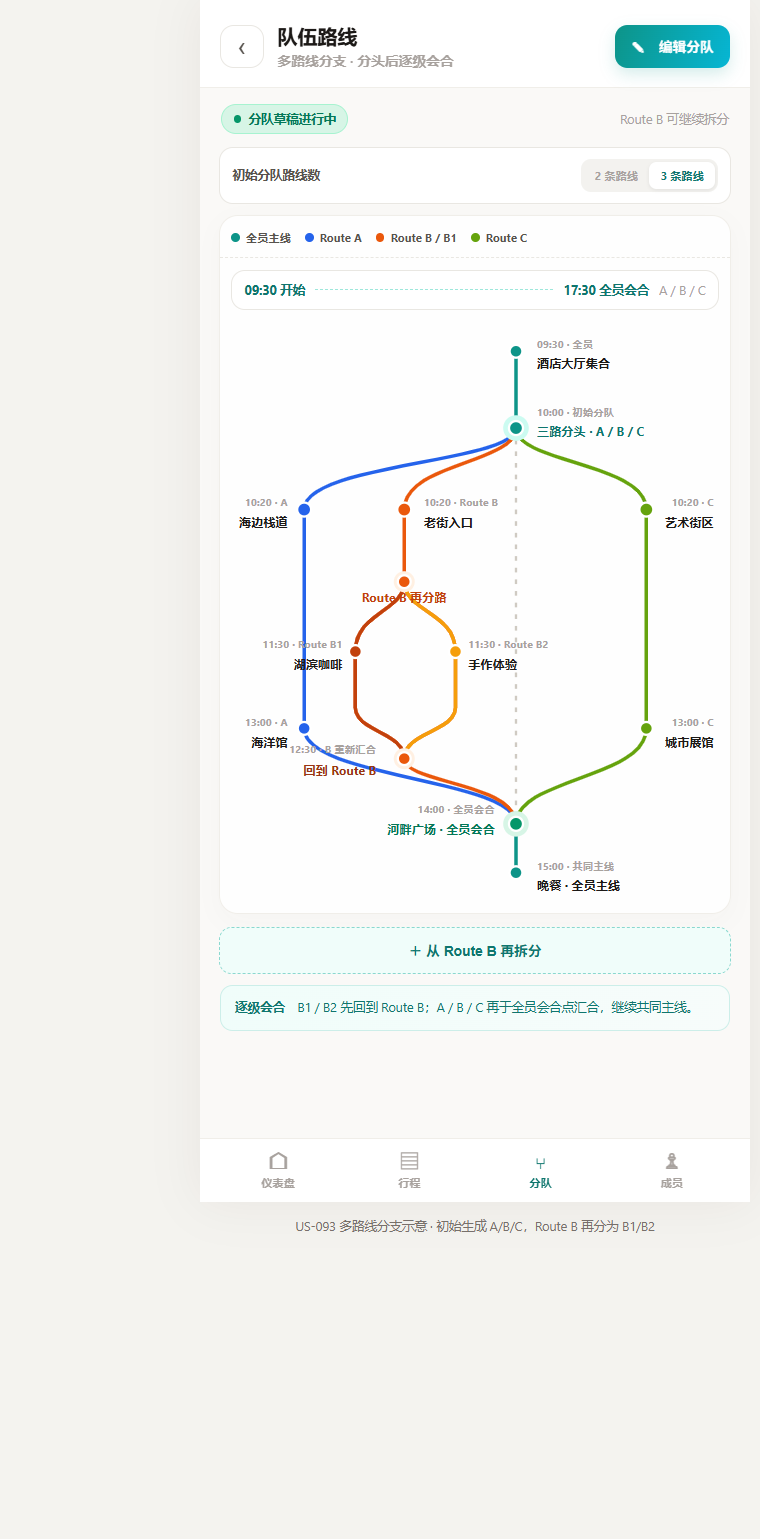 ‹
队伍路线
多路线分支 · 分头后逐级会合
✎ 编辑分队
分队草稿进行中
Route B 可继续拆分
初始分队路线数
2 条路线
3 条路线
全员主线
Route A
Route B / B1
Route C
09:30 开始
17:30 全员会合 A / B / C
09:30 · 全员
酒店大厅集合
10:00 · 初始分队
三路分头 · A / B / C
10:20 · A
海边栈道
10:20 · Route B
老街入口
10:20 · C
艺术街区
Route B 再分路
11:30 · Route B1
湖滨咖啡
11:30 · Route B2
手作体验
13:00 · A
海洋馆
12:30 · B 重新汇合
回到 Route B
13:00 · C
城市展馆
14:00 · 全员会合
河畔广场 · 全员会合
15:00 · 共同主线
晚餐 · 全员主线
＋ 从 Route B 再拆分
逐级会合 B1 / B2 先回到 Route B；A / B / C 再于全员会合点汇合，继续共同主线。
仪表盘
行程
分队
成员
US-093 多路线分支示意 · 初始生成 A/B/C，Route B 再分为 B1/B2